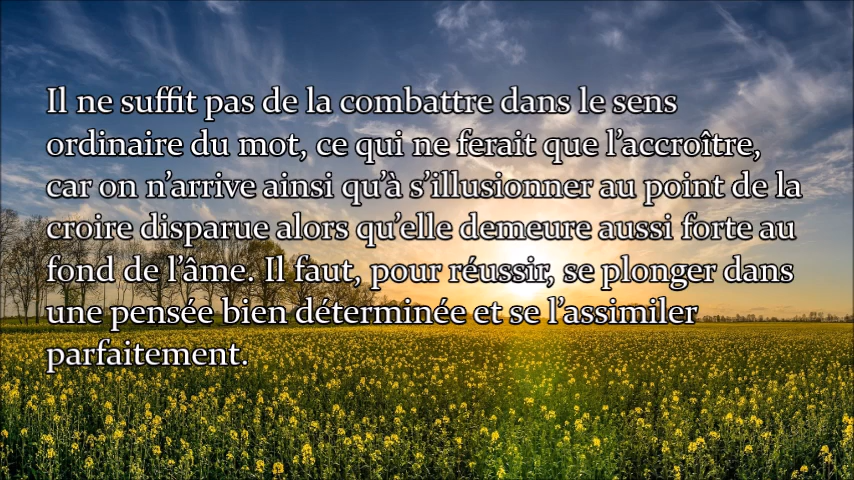 Il ne suffit pas de la combattre dans le sens
ordinaire du mot, ce qui ne ferait que l’accroître,
car on n’arrive ainsi qu’à s’illusionner au point de la
croire disparue alors qu’elle demeure aussi forte au
fond de l’âme. Il faut, pour réussir, se plonger dans
une pensée bien déterminée et se l’assimiler
parfaitement.